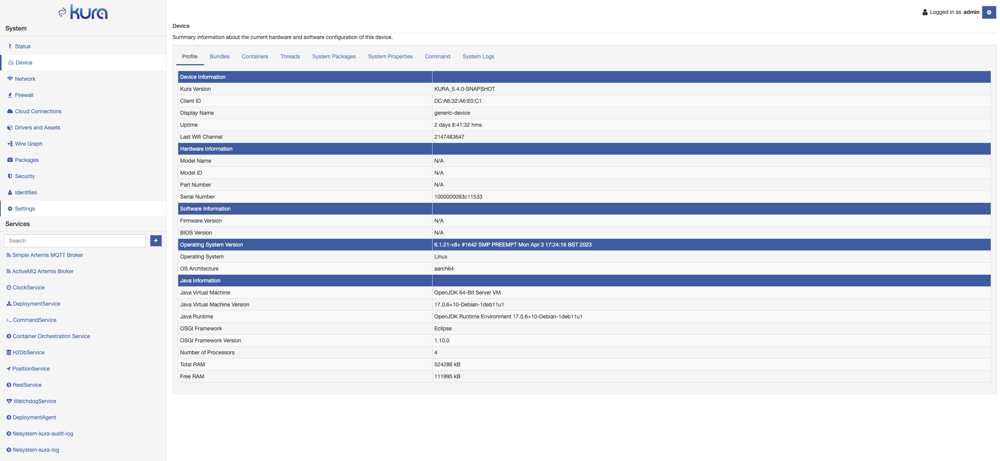 kura
System
Status
Device
Network
Firewall
Cloud Connections
Drivers and Assets
Wire Graph
Packages
Security
Identities
Settings
Services
Search
Simple Artemis MQTT Broker
ActiveMQ Artemis Broker
ClockService
DeploymentService
CommandService
Container Orchestration Service
H2DbService
PositionService
RestService
WatchdogService
DeploymentAgent
filesystem-kura-audit-log
filesystem-kura-log
Logged in as admin
Device
Summary information about the current hardware and software configuration of this device.
Profile Bundles Containers Threads System Packages System Properties Command System Logs
Device Information
Kura Version KURA_5.4.0-SNAPSHOT
Client ID DC:A6:32:A6:E0:C1
Display Name generic-device
Uptime 2 days 8:41:32 hms
Last Wifi Channel 2147483647
Hardware Information
Model Name N/A
Model ID N/A
Part Number N/A
Serial Number 1000000093c11533
Software Information
Firmware Version N/A
BIOS Version N/A
Operating System Version 6.1.21-v8+ #1642 SMP PREEMPT Mon Apr 3 17:24:16 BST 2023
Operating System Linux
OS Architecture aarch64
Java Information
Java Virtual Machine OpenJDK 64-Bit Server VM
Java Virtual Machine Version 17.0.6+10-Debian-1deb11u1
Java Runtime OpenJDK Runtime Environment 17.0.6+10-Debian-1deb11u1
OSGI Framework Eclipse
OSGI Framework Version 1.10.0
Number of Processors 4
Total RAM 524288 kB
Free RAM 111995 kB